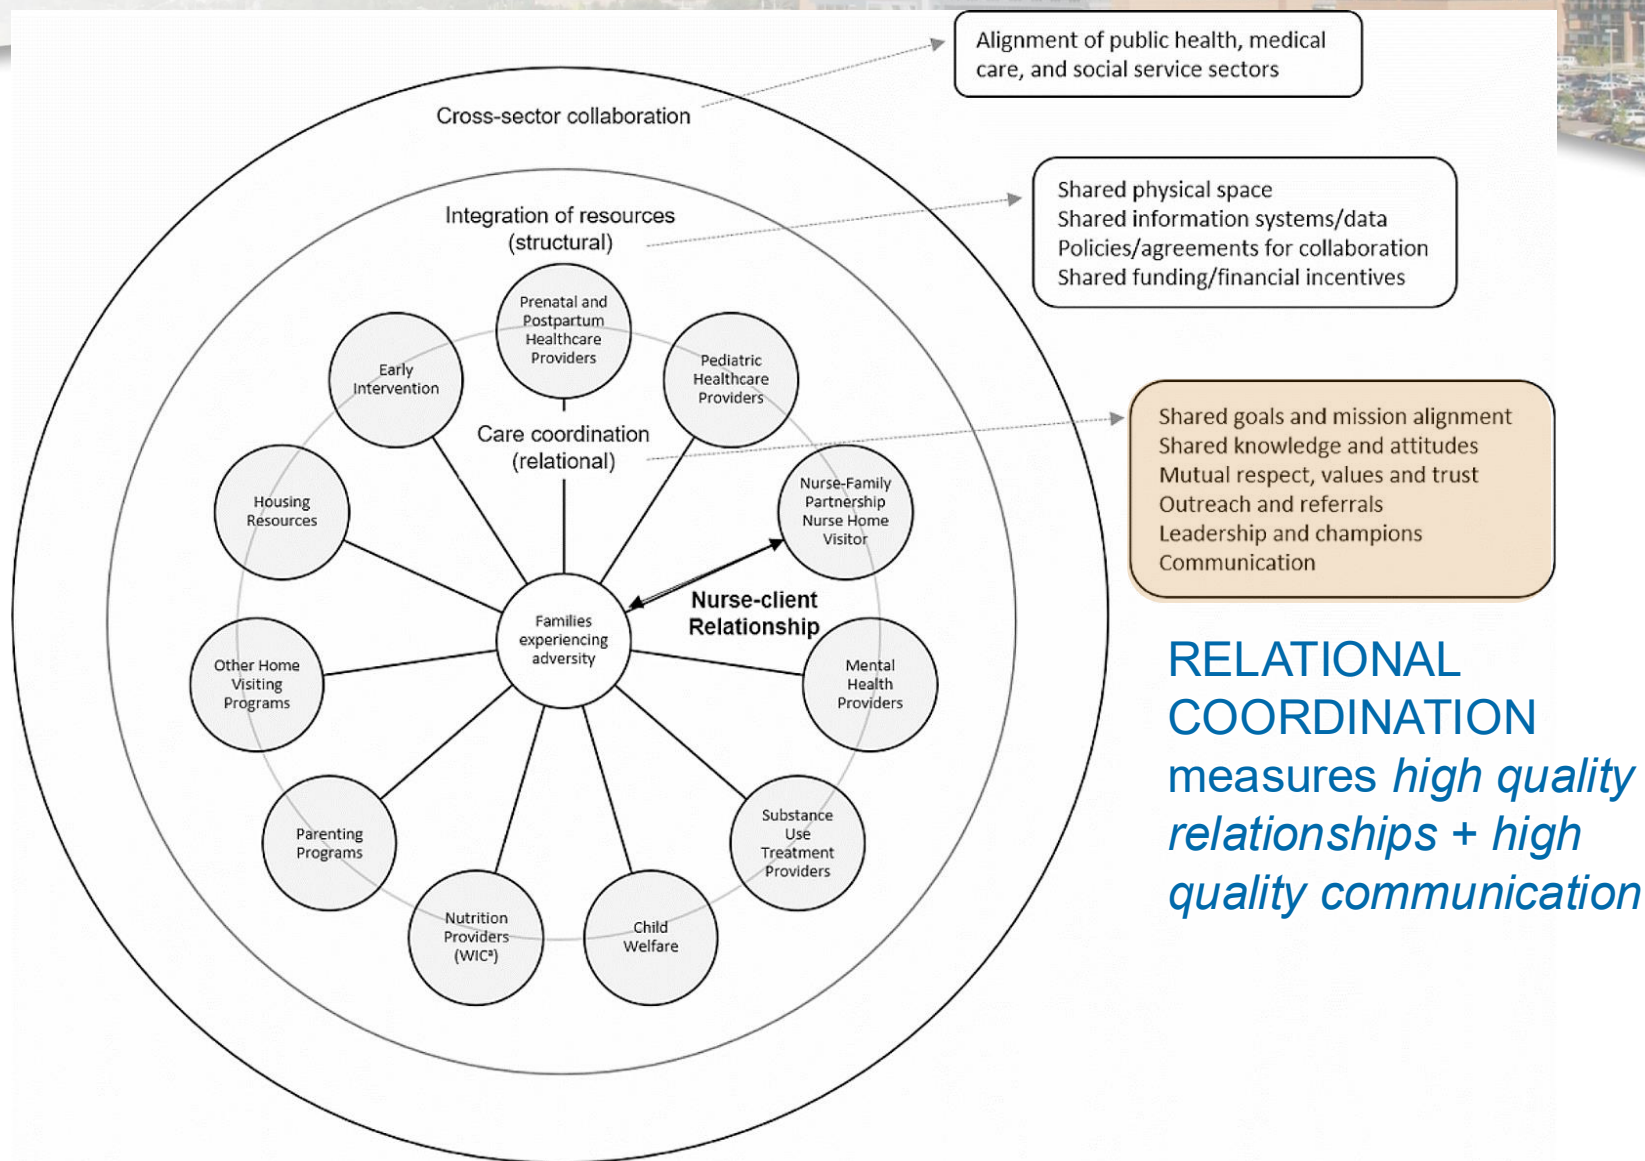 Alignment of public health, medical
care, and social service sectors
Cross-sector collaboration
Shared physical space
Shared information systems/data
Policies/agreements for collaboration
Shared funding/financial incentives
Integration of resources
(structural)
Prenatal and
Postpartum
Healthcare
Providers
Early
Intervention
Pediatric
Healthcare
Providers
Care coordination
(relational)
Shared goals and mission alignment
Shared knowledge and attitudes
Mutual respect, values and trust
Outreach and referrals
Leadership and champions
Communication
Housing
Resources
Nurse-Family
Partnership
Nurse Home
Visitor
Nurse-client
Relationship
Families
experiencing
adversity
Other Home
Visiting
Programs
Mental
Health
Providers
Parenting
Programs
Substance
Use
Treatment
Providers
Nutrition
Providers
(WICª)
Child
Welfare
RELATIONAL
COORDINATION
measures high quality
relationships + high
quality communication